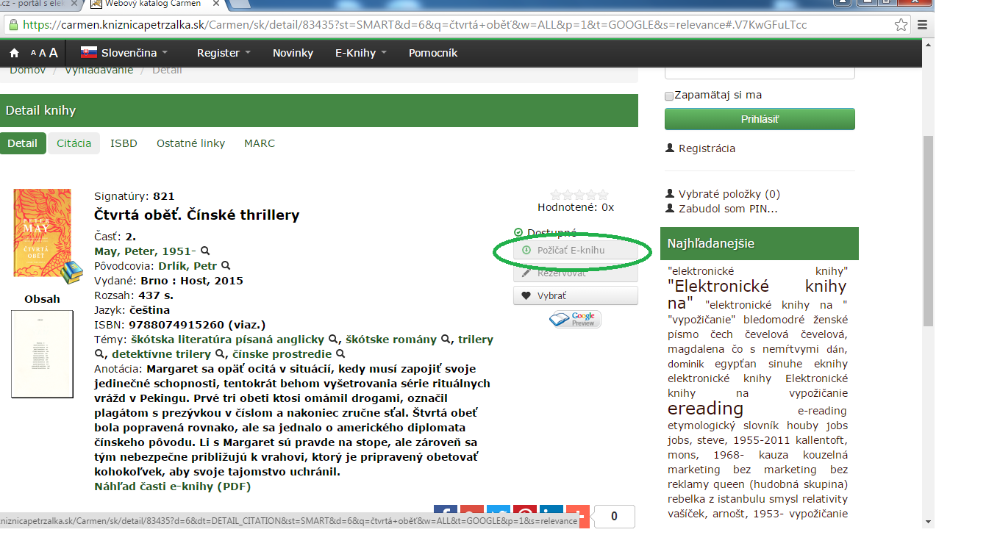 .cz - portál s elek
Webový katalóg Carmen
https://carmen.kniznicapetrzalka.sk/Carmen/sk/detail/83435?st=SMART&d=6&q=čtvrtá+oběť&w=ALL&p=1&t=GOOGLE&s=relevance#.V7KwGFuLTcc
A A A Slovenčina Register Novinky E-Knihy Pomocník
Domov / Vyhľadávanie / Detail
Detail knihy
Detail Citácia ISBD Ostatné linky MARC
PETER
MAY
ČTVRTÁ
OBĚŤ
Obsah
Signatúry: 821
Čtvrtá oběť. Čínské thrillery
Časť: 2.
May, Peter, 1951-
Pôvodcovia: Drlík, Petr
Vydané: Brno : Host, 2015
Rozsah: 437 s.
Jazyk: čeština
ISBN: 9788074915260 (viaz.)
Témy: škótska literatúra písaná anglicky , škótske romány , trilery
, detektívne trilery , čínske prostredie
Anotácia: Margaret sa opäť ocitá v situácií, kedy musí zapojiť svoje
jedinečné schopnosti, tentokrát behom vyšetrovania série rituálnych
vrážd v Pekingu. Prvé tri obeti ktosi omámil drogami, označil
plagátom s prezývkou v číslom a nakoniec zručne sťal. Štvrtá obeť
bola popravená rovnako, ale sa jednalo o amerického diplomata
čínskeho pôvodu. Li s Margaret sú pravde na stope, ale zároveň sa
tým nebezpečne približujú k vrahovi, ktorý je pripravený obetovať
kohokoľvek, aby svoje tajomstvo uchránil.
Náhľad časti e-knihy (PDF)
Hodnotené: 0x
Dostupné
Požičať E-knihu
Rezervovať
Vybrať
Google
Preview
0
Zapamätaj si ma
Prihlásiť
Registrácia
Vybraté položky (0)
Zabudol som PIN...
Najhľadanejšie
"elektronické knihy"
"Elektronické knihy
na" "elektronické knihy na "
"vypožičanie" bledomodré ženské
písmo čech čevelová čevelová,
magdalena čo s nemŕtvymi dán,
dominik egypťan sinuhe eknihy
elektronické knihy Elektronické
knihy na vypožičanie
ereading e-reading
etymologický slovník houby jobs
jobs, steve, 1955-2011 kallentoft,
mons, 1968- kauza kouzelná
marketing bez marketing bez
reklamy queen (hudobná skupina)
rebelka z istanbulu smysl relativity
vašíček, arnošt, 1953- vypožičanie
kniznicapetrzalka.sk/Carmen/sk/detail/83435?d=6&dt=DETAIL_CITATION&st=SMART&d=6&q=čtvrtá+oběť&w=ALL&t=GOOGLE&p=1&s=relevance